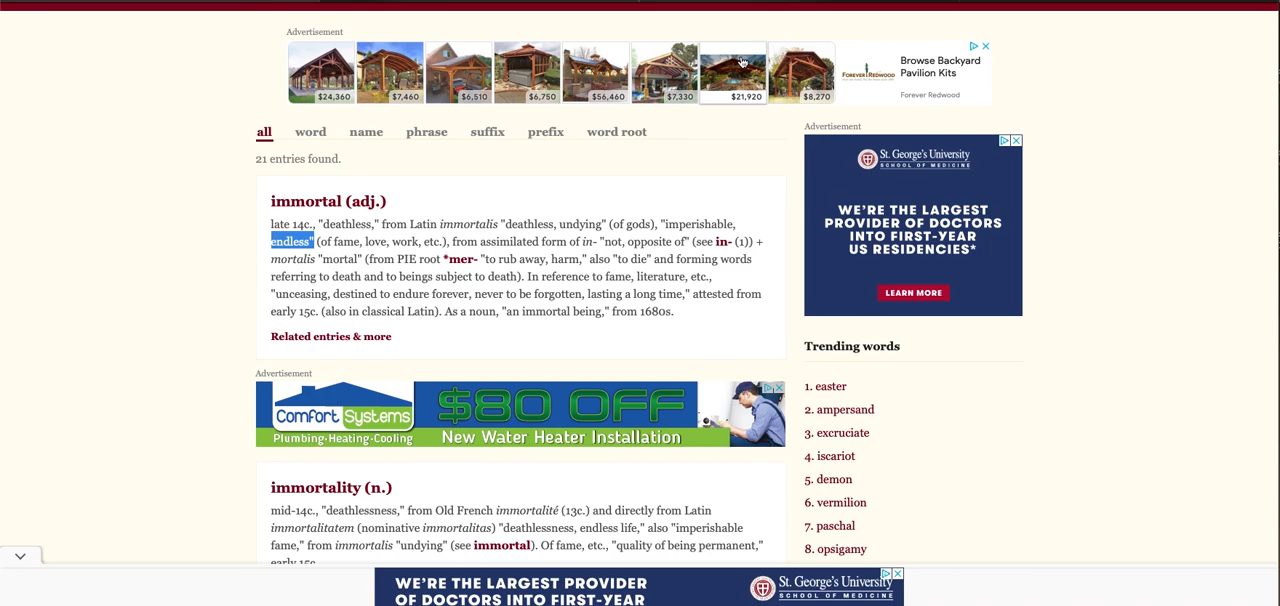 Advertisement
$24,360
$7,460
$6,510
$6,750
$56,460
$7,330
$21,920
$8,270
FOREVER REDWOOD
Browse Backyard
Pavilion Kits
Forever Redwood
all word name phrase suffix prefix word root
21 entries found.
immortal (adj.)
late 14c., "deathless," from Latin immortalis "deathless, undying" (of gods), "imperishable,
endless" (of fame, love, work, etc.), from assimilated form of in- "not, opposite of" (see in- (1)) +
mortalis "mortal" (from PIE root *mer- "to rub away, harm," also "to die" and forming words
referring to death and to beings subject to death). In reference to fame, literature, etc.,
"unceasing, destined to endure forever, never to be forgotten, lasting a long time," attested from
early 15c. (also in classical Latin). As a noun, "an immortal being," from 1680s.
Related entries & more
Advertisement
Comfort Systems
Plumbing-Heating-Cooling
$80 OFF
New Water Heater Installation
immortality (n.)
mid-14c., "deathlessness," from Old French immortalité (13c.) and directly from Latin
immortalitatem (nominative immortalitas) "deathlessness, endless life," also "imperishable
fame," from immortalis "undying" (see immortal). Of fame, etc., "quality of being permanent,"
early 15c.
Advertisement
St. George's University
SCHOOL OF MEDICINE
WE'RE THE LARGEST
PROVIDER OF DOCTORS
INTO FIRST-YEAR
US RESIDENCIES*
LEARN MORE
Trending words
1. easter
2. ampersand
3. excruciate
4. iscariot
5. demon
6. vermilion
7. paschal
8. opsigamy
WE'RE THE LARGEST PROVIDER
OF DOCTORS INTO FIRST-YEAR
St. George's University
SCHOOL OF MEDICINE